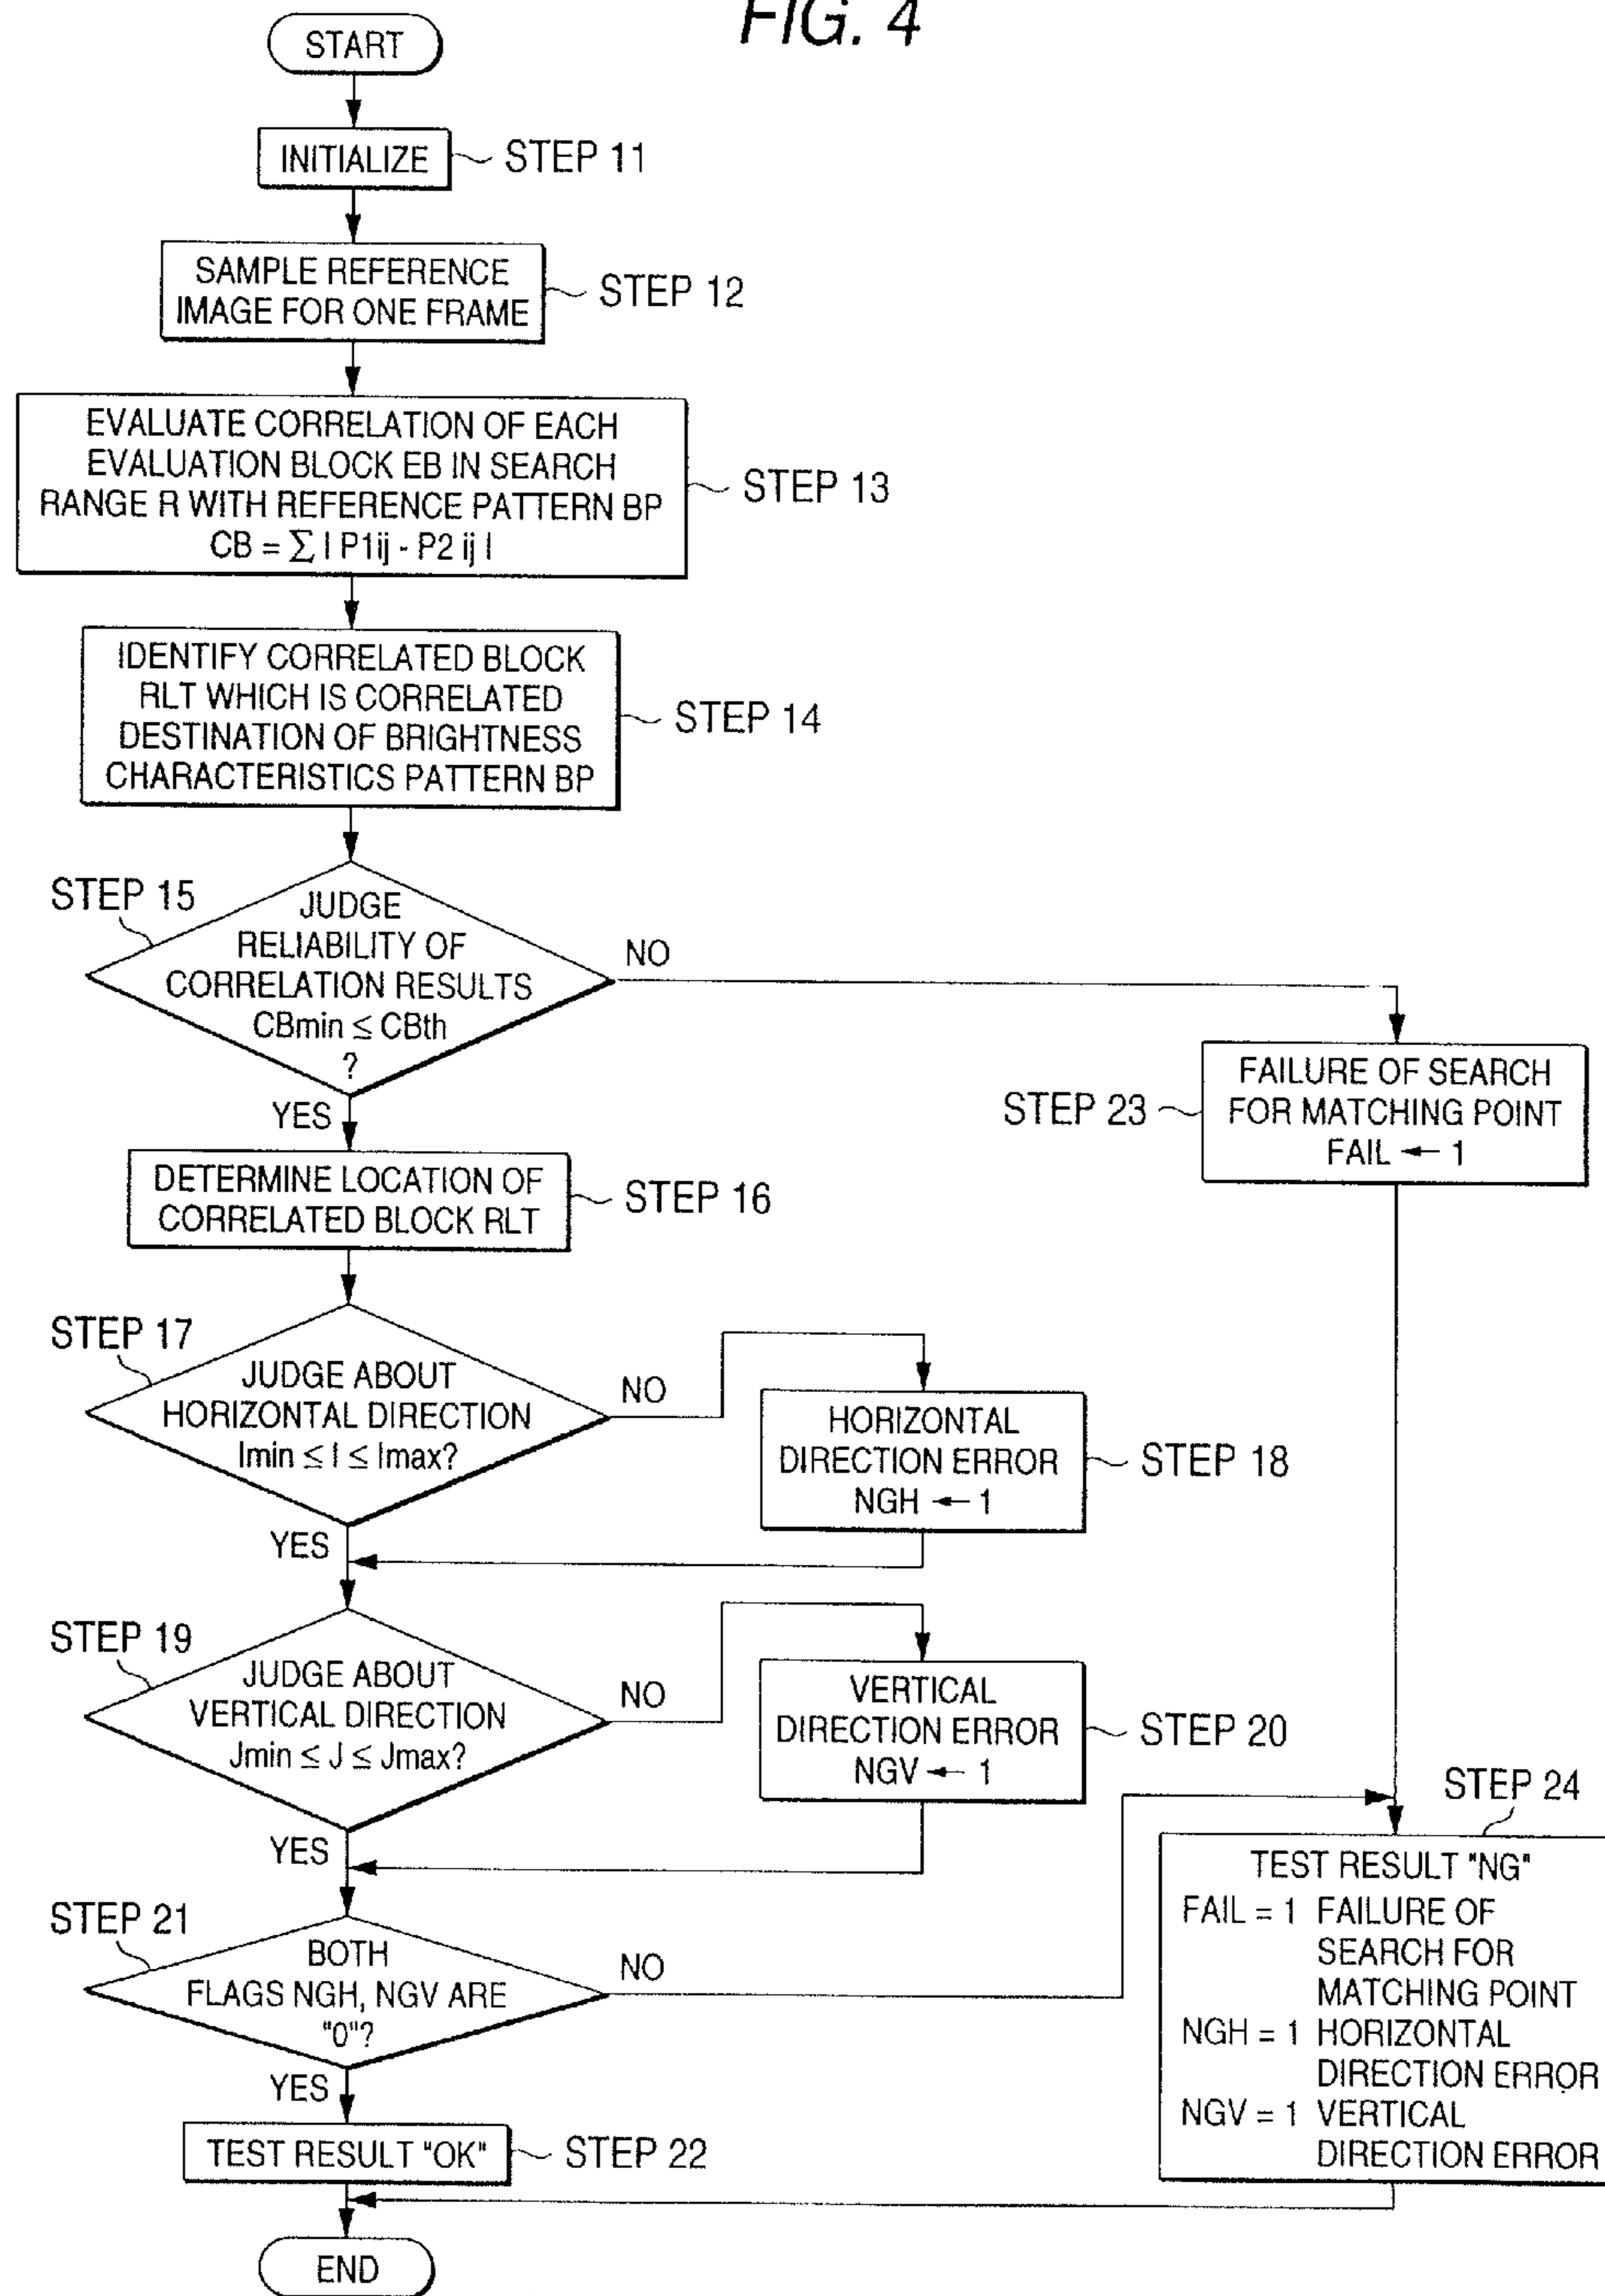 FIG. 4
START
INITIALIZE
STEP 11
SAMPLE REFERENCE
IMAGE FOR ONE FRAME
STEP 12
EVALUATE CORRELATION OF EACH
EVALUATION BLOCK EB IN SEARCH
RANGE R WITH REFERENCE PATTERN BP
CB = ∑ | P1ij - P2 ij |
STEP 13
IDENTIFY CORRELATED BLOCK
RLT WHICH IS CORRELATED
DESTINATION OF BRIGHTNESS
CHARACTERISTICS PATTERN BP
STEP 14
STEP 15
JUDGE
RELIABILITY OF
CORRELATION RESULTS
CBmin ≤ CBth
?
NO
YES
FAILURE OF SEARCH
FOR MATCHING POINT
FAIL ← 1
STEP 23
DETERMINE LOCATION OF
CORRELATED BLOCK RLT
STEP 16
STEP 17
JUDGE ABOUT
HORIZONTAL DIRECTION
Imin ≤ I ≤ Imax?
NO
YES
HORIZONTAL
DIRECTION ERROR
NGH ← 1
STEP 18
STEP 19
JUDGE ABOUT
VERTICAL DIRECTION
Jmin ≤ J ≤ Jmax?
NO
YES
VERTICAL
DIRECTION ERROR
NGV ← 1
STEP 20
STEP 21
BOTH
FLAGS NGH, NGV ARE
"0"?
NO
YES
STEP 24
TEST RESULT "NG"
FAIL = 1 FAILURE OF
SEARCH FOR
MATCHING POINT
NGH = 1 HORIZONTAL
DIRECTION ERROR
NGV = 1 VERTICAL
DIRECTION ERROR
TEST RESULT "OK"
STEP 22
END